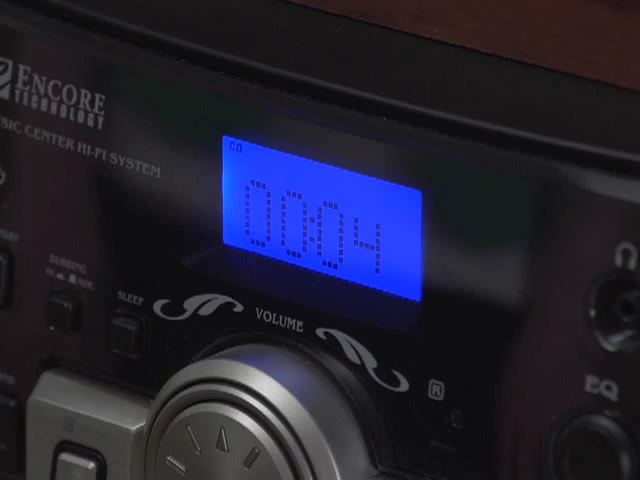 ENCORE
TECHNOLOGY
SIC CENTER HI-FI SYSTEM
CD
00:04
DUBBING
SLEEP
VOLUME
R
EQ